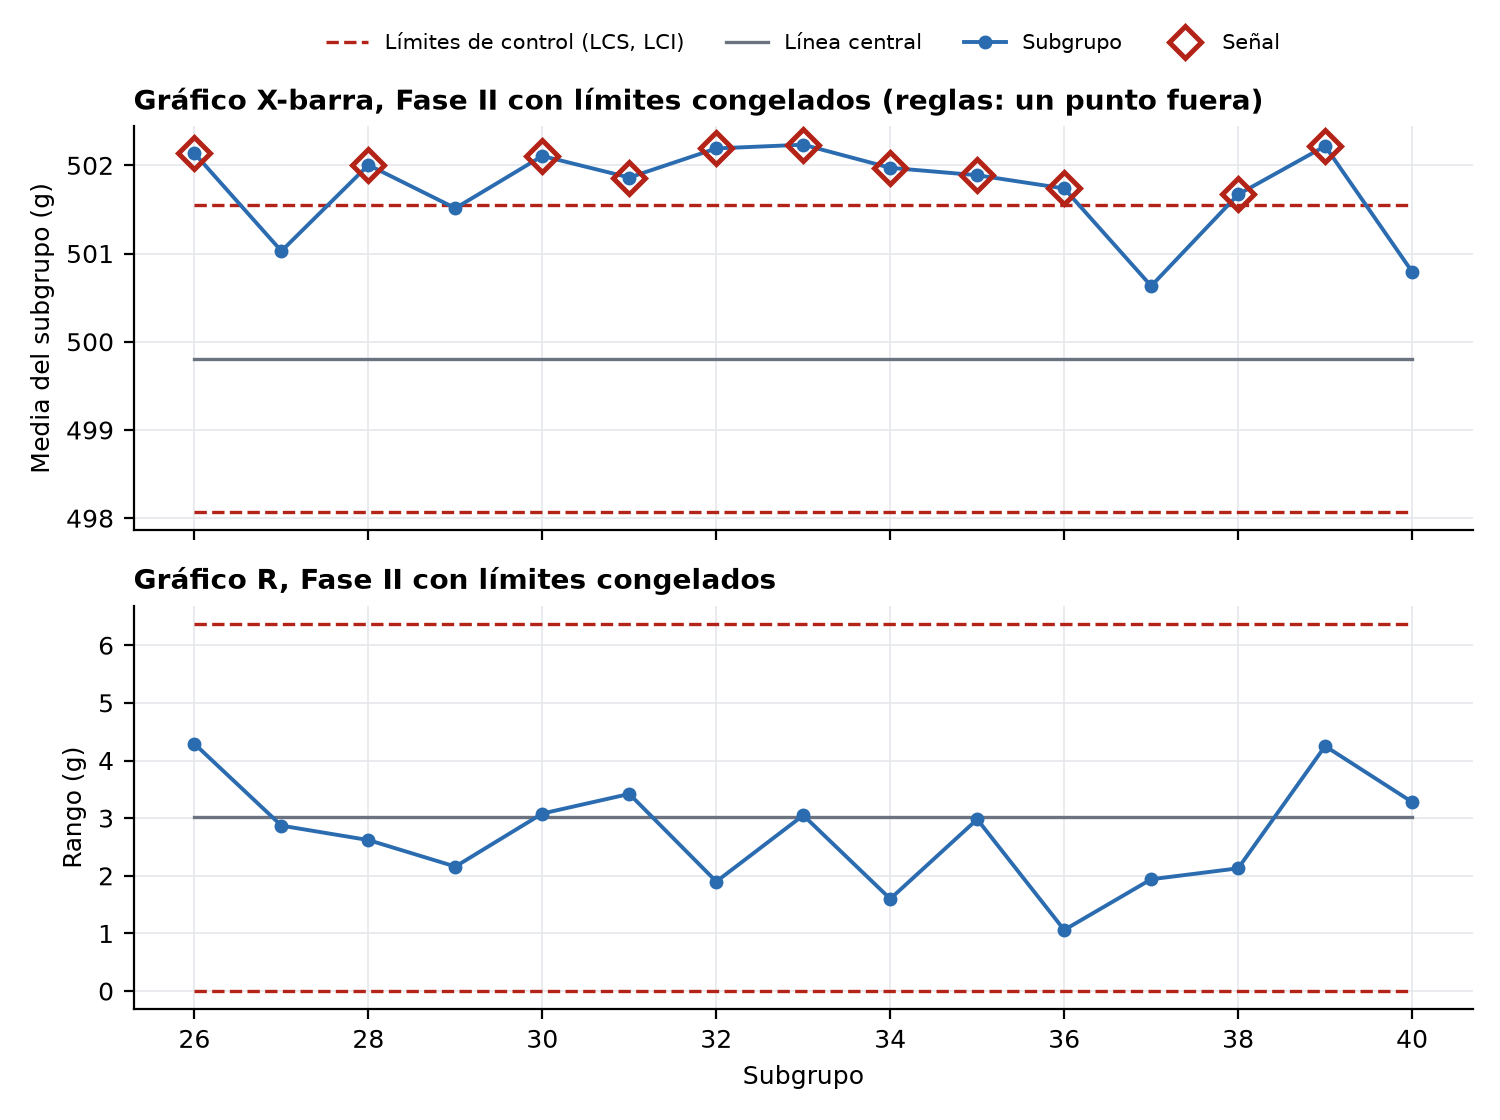 Límites de control (LCS, LCI) Línea central Subgrupo Señal
Gráfico X-barra, Fase II con límites congelados (reglas: un punto fuera)
Media del subgrupo (g)
502
501
500
499
498
Gráfico R, Fase II con límites congelados
Rango (g)
6
5
4
3
2
1
0
26 28 30 32 34 36 38 40
Subgrupo